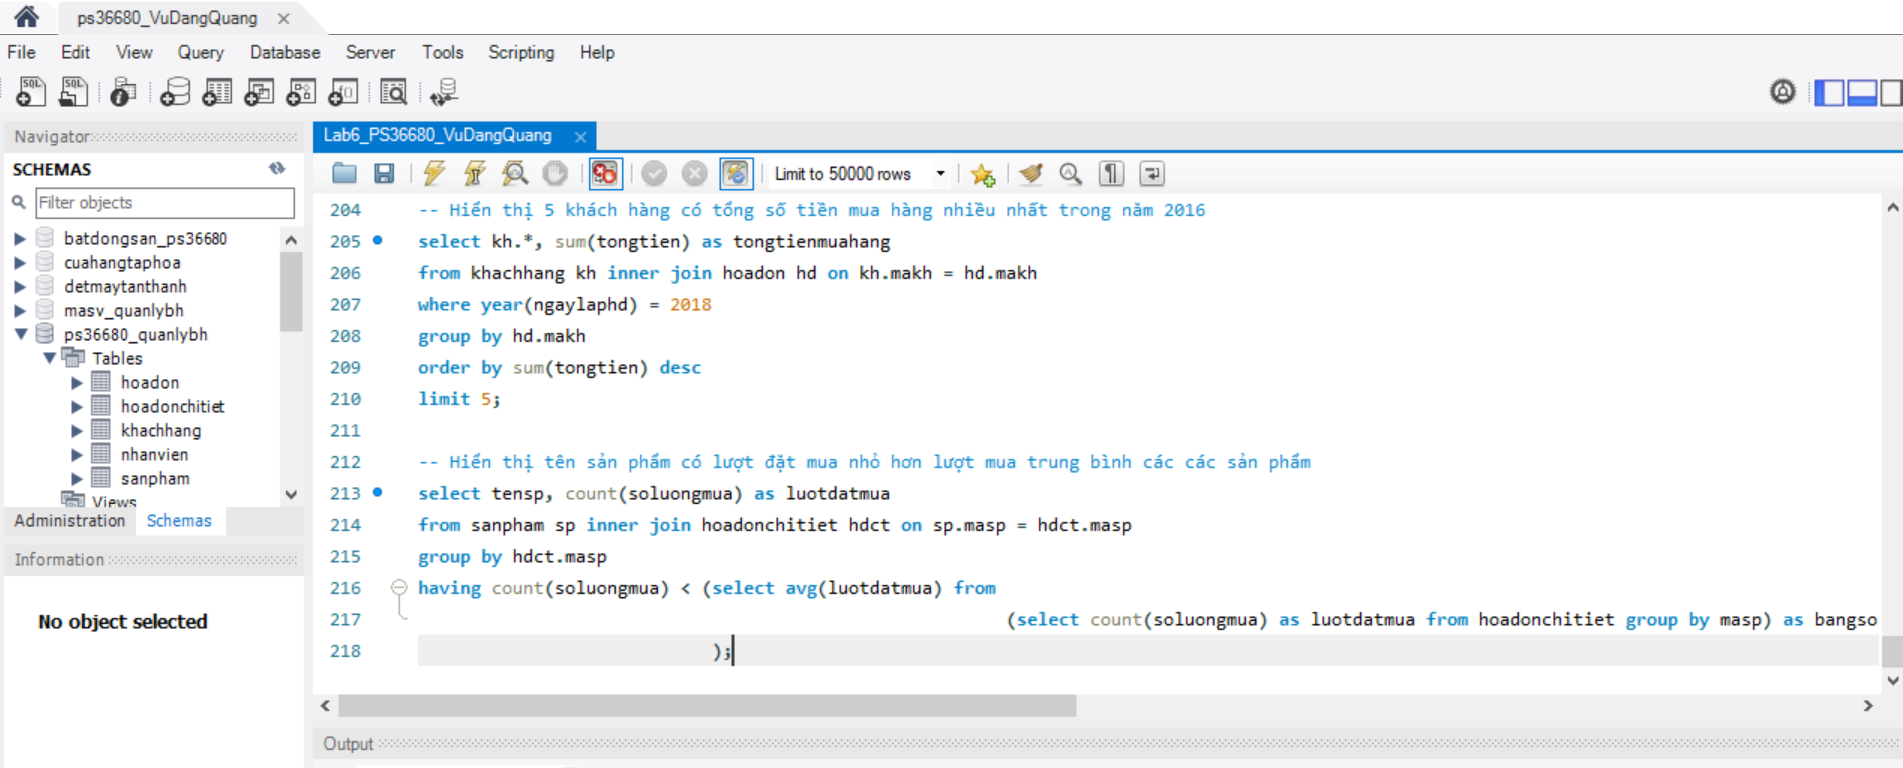 ps36680_VuDangQuang
File Edit View Query Database Server Tools Scripting Help
Navigator
SCHEMAS
Filter objects
batdongsan_ps36680
cuahangtaphoa
detmaytanthanh
masv_quanlybh
ps36680_quanlybh
Tables
hoadon
hoadonchitiet
khachhang
nhanvien
sanpham
Views
Administration Schemas
Information
No object selected
Lab6_PS36680_VuDangQuang
Limit to 50000 rows
204 -- Hiển thị 5 khách hàng có tổng số tiền mua hàng nhiều nhất trong năm 2016
205 select kh.*, sum(tongtien) as tongtienmuahang
206 from khachhang kh inner join hoadon hd on kh.makh = hd.makh
207 where year(ngaylaphd) = 2018
208 group by hd.makh
209 order by sum(tongtien) desc
210 limit 5;
211
212 -- Hiển thị tên sản phẩm có lượt đặt mua nhỏ hơn lượt mua trung bình các các sản phẩm
213 select tensp, count(soluongmua) as luotdatmua
214 from sanpham sp inner join hoadonchitiet hdct on sp.masp = hdct.masp
215 group by hdct.masp
216 having count(soluongmua) < (select avg(luotdatmua) from
217 (select count(soluongmua) as luotdatmua from hoadonchitiet group by masp) as bangso
218 );
Output